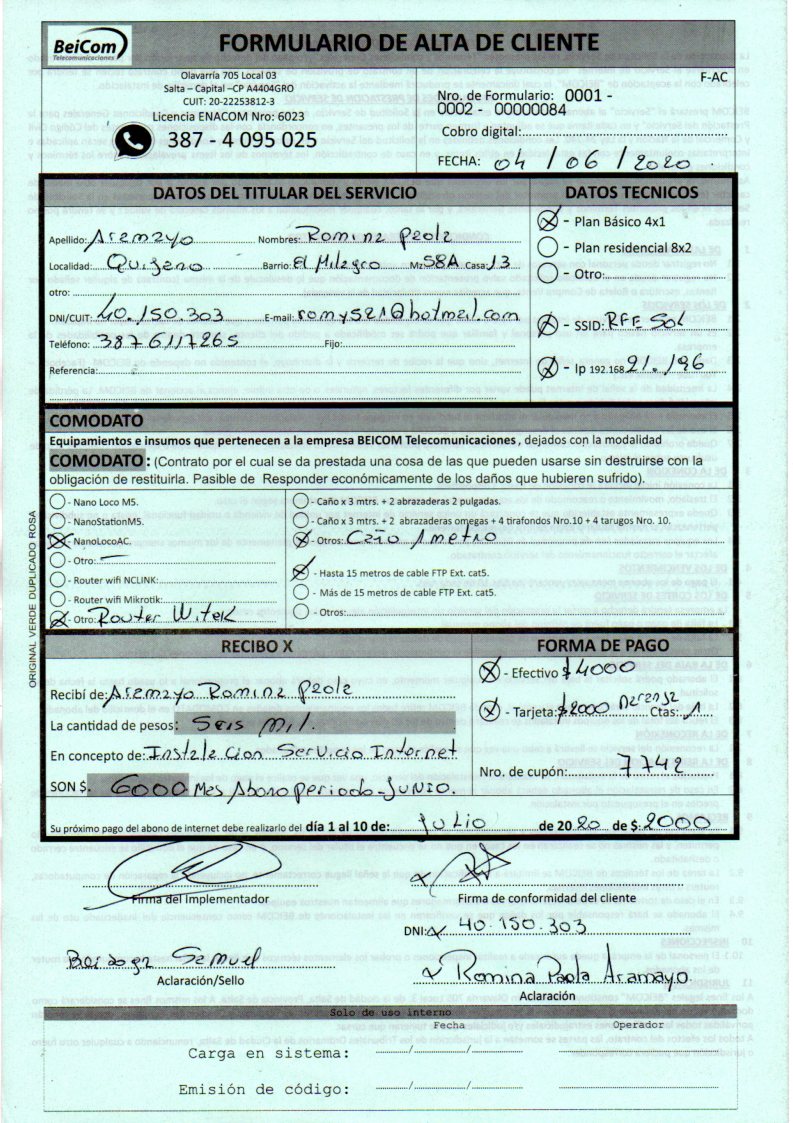 BeiCom
Telecomunicaciones
FORMULARIO DE ALTA DE CLIENTE
Olavarría 705 Local 03
Salta – Capital –CP A4404GRO
CUIT: 20-22253812-3
Licencia ENACOM Nro: 6023
387 - 4 095 025
F-AC
Nro. de Formulario: 0001 -
0002 - 00000084
Cobro digital:
FECHA: 04 / 06 / 2020
DATOS DEL TITULAR DEL SERVICIO
Apellido: Aramayo Nombres: Romina Paola
Localidad: Quijano Barrio: El Milagro Mz 58A Casa: 13
otro:
DNI/CUIT: 40.150.303 E-mail: romy521@hotmail.com
Teléfono: 3876117265 Fijo:
Referencia:
DATOS TECNICOS
- Plan Básico 4x1
- Plan residencial 8x2
- Otro:
- SSID: RFE Sol
- Ip 192.168. 21. 196
COMODATO
Equipamientos e insumos que pertenecen a la empresa BEICOM Telecomunicaciones, dejados con la modalidad
COMODATO: (Contrato por el cual se da prestada una cosa de las que pueden usarse sin destruirse con la
obligación de restituirla. Pasible de Responder económicamente de los daños que hubieren sufrido).
- Nano Loco M5.
- NanoStationM5.
- NanoLocoAC.
- Otro:
- Router wifi NCLINK:
- Router wifi Mikrotik:
- Otro: Router Witek
- Caño x 3 mtrs. + 2 abrazaderas 2 pulgadas.
- Caño x 3 mtrs. + 2 abrazaderas omegas + 4 tirafondos Nro.10 + 4 tarugos Nro. 10.
- Otros: Caño 1 metro
- Hasta 15 metros de cable FTP Ext. cat5.
- Más de 15 metros de cable FTP Ext. cat5.
- Otros:
ORIGINAL VERDE DUPLICADO ROSA
RECIBO X
Recibí de: Aramayo Romina Paola
La cantidad de pesos: Seis Mil.
En concepto de: Instalacion Servicio Internet
SON $. 6000 Mes Abono periodo - JUNIO.
FORMA DE PAGO
- Efectivo $4000
- Tarjeta: $2000 Naranja Ctas: 1
Nro. de cupón: 7742
Su próximo pago del abono de internet debe realizarlo del día 1 al 10 de: Julio de 20 20 de $: 2000
Firma del Implementador
Firma de conformidad del cliente
DNI: 40.150.303
Samuel
Aclaración/Sello
Romina Paola Aramayo
Aclaración
Solo de uso interno
Fecha Operador
Carga en sistema: / /
Emisión de código: / /